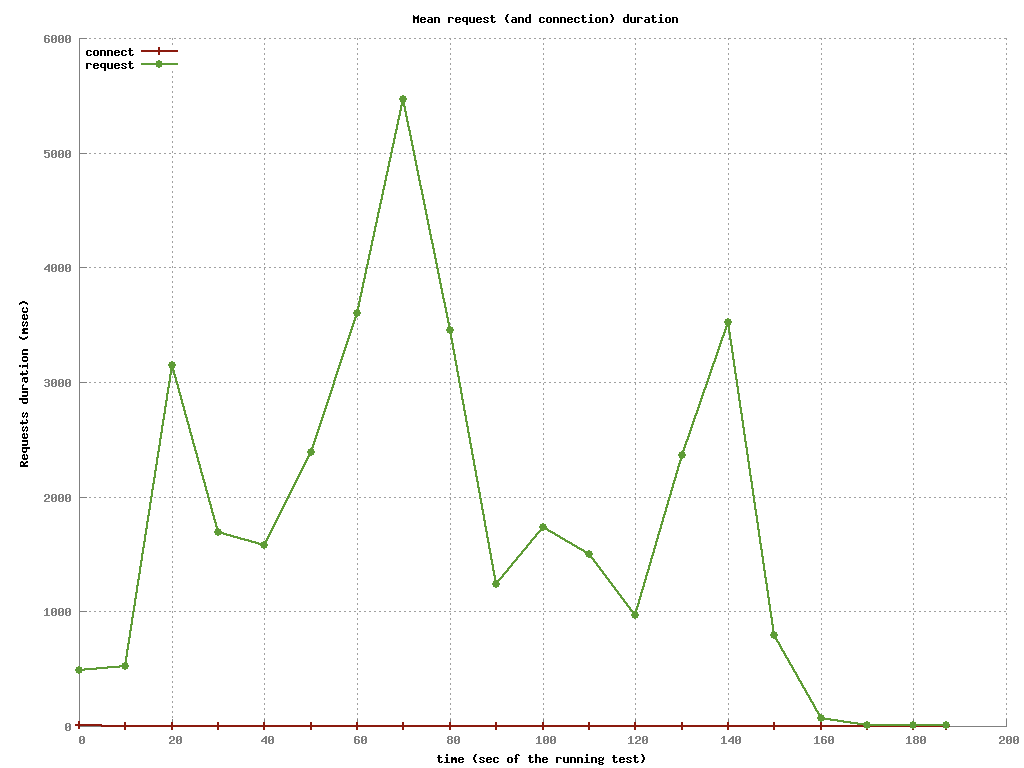 Mean request (and connection) duration
6000
connect
request
5000
4000
3000
2000
1000
0
Requests duration (msec)
0 20 40 60 80 100 120 140 160 180 200
time (sec of the running test)